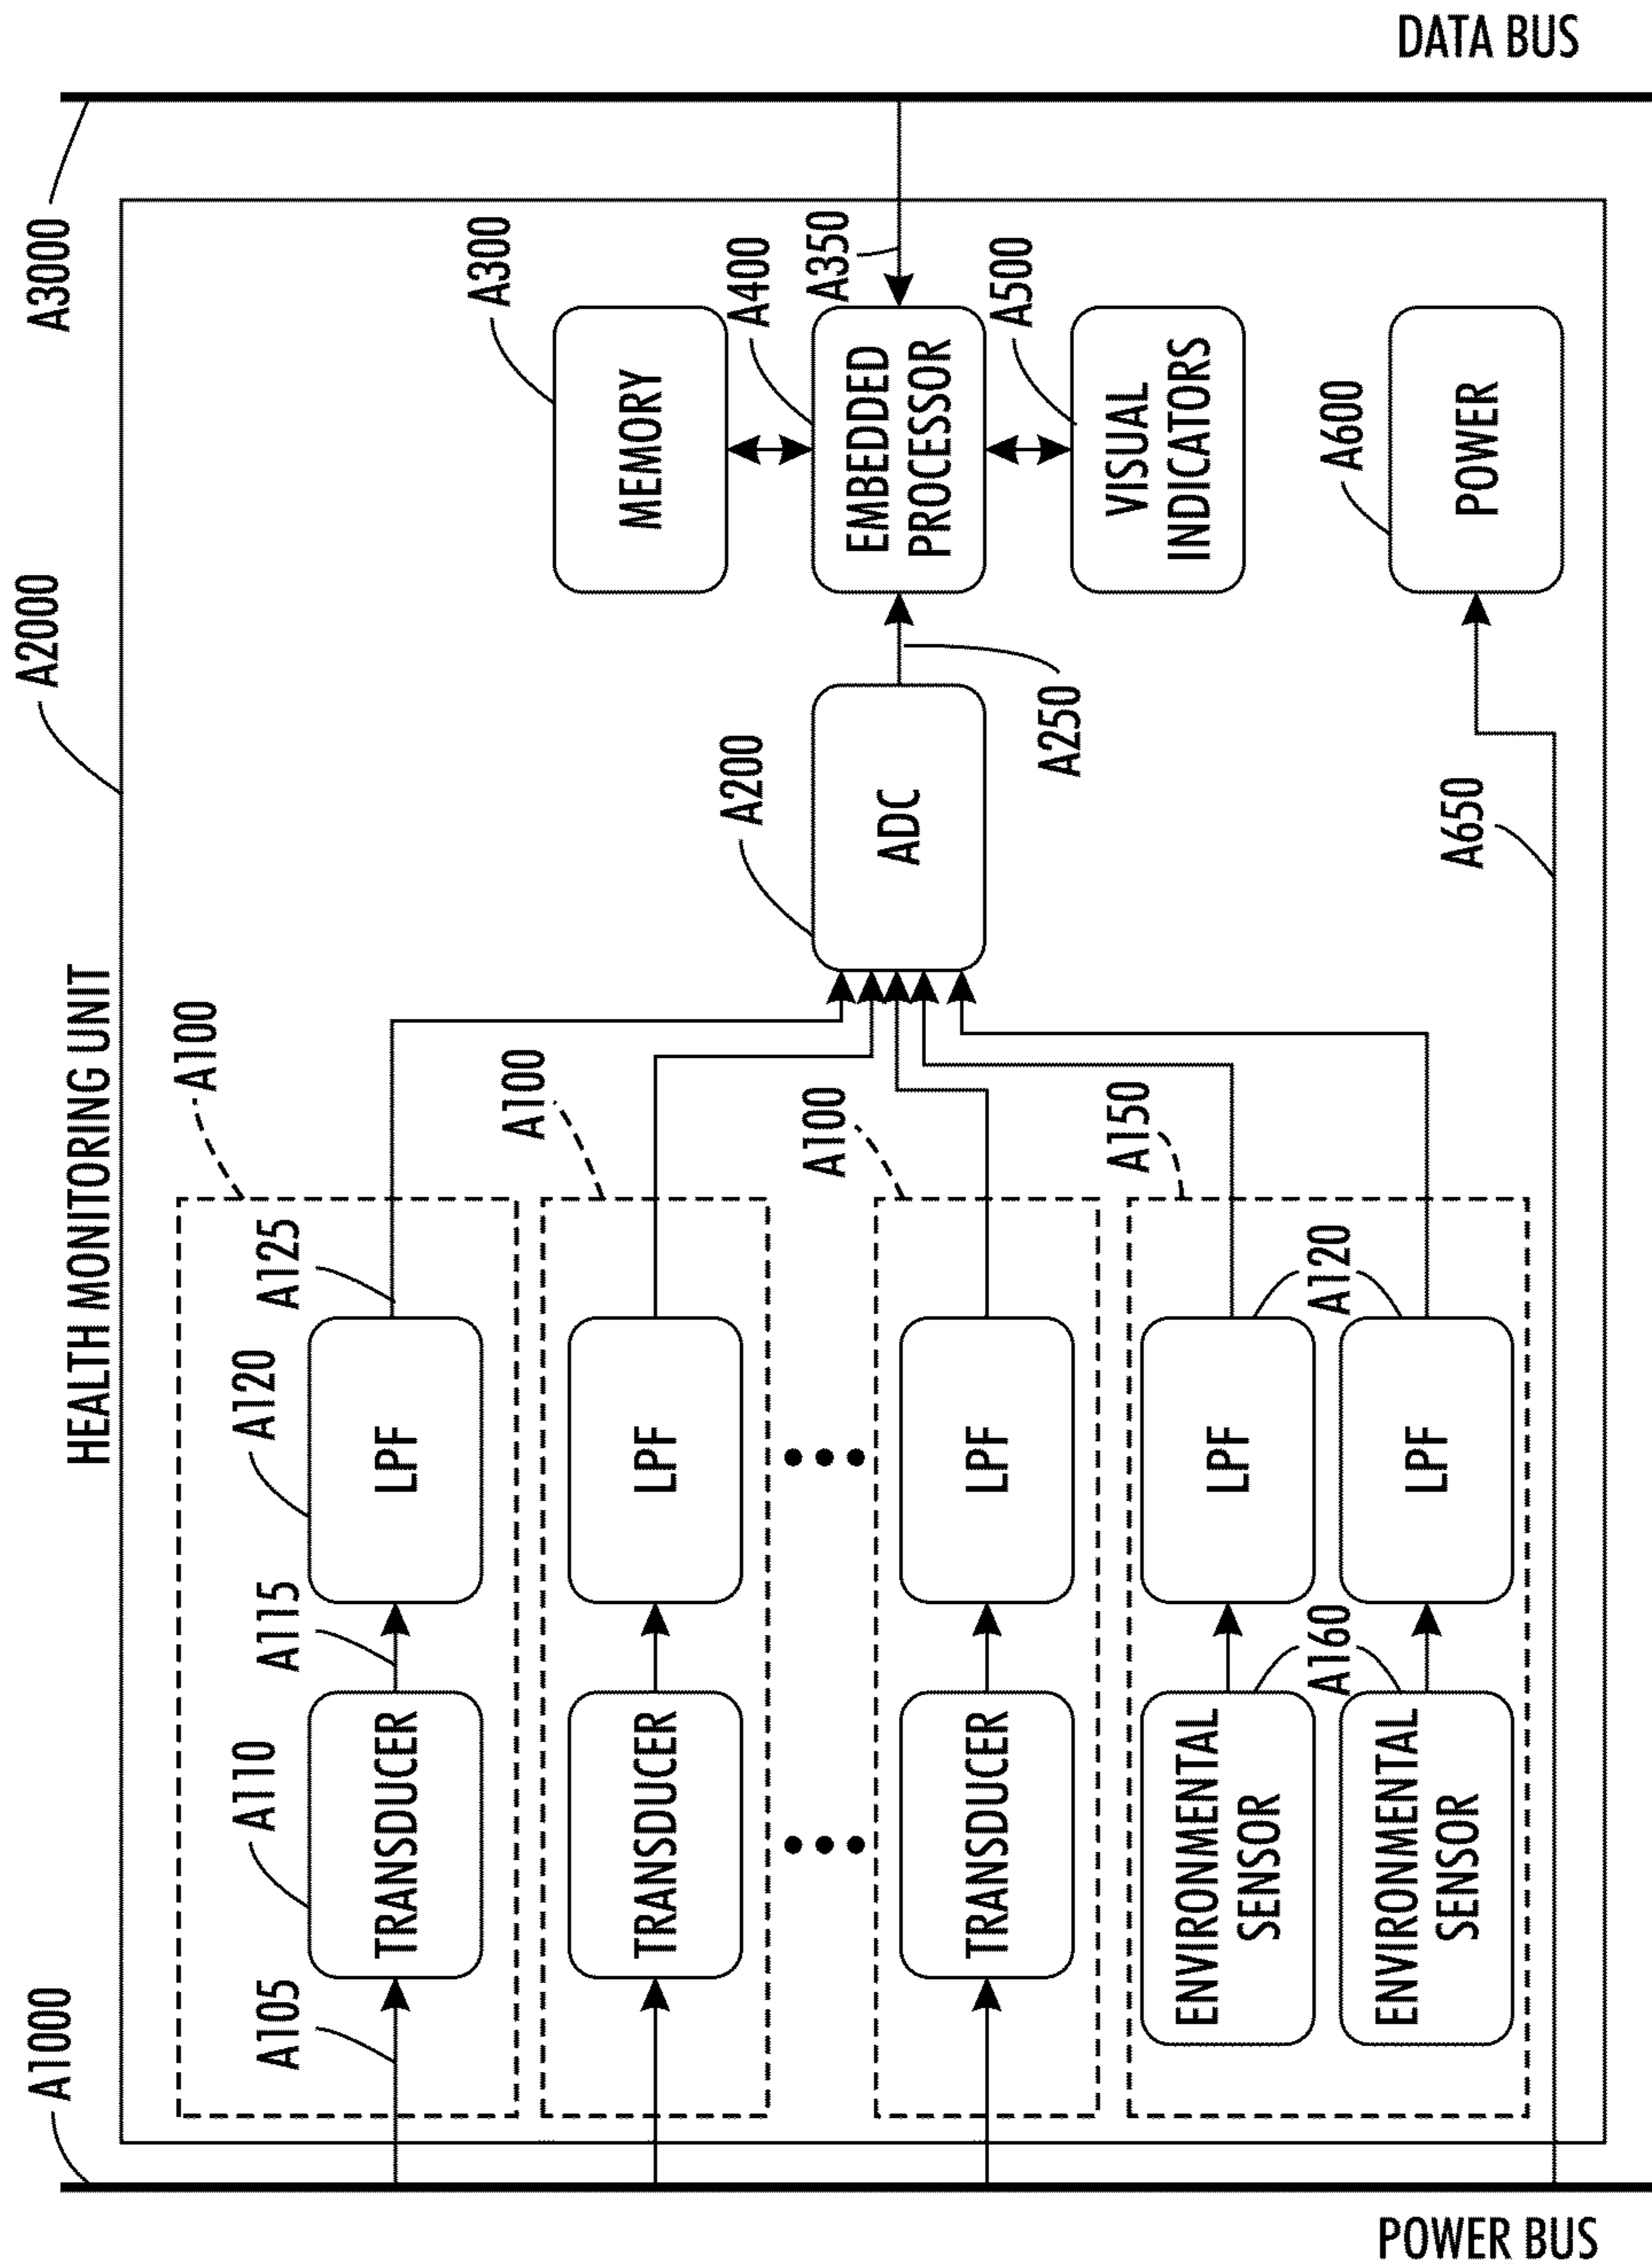 DATA BUS
A3000
A2000
HEALTH MONITORING UNIT
A1000
POWER BUS
A100
A105
A110
TRANSDUCER
A115
A120
LPF
A125
A100
TRANSDUCER
LPF
A100
TRANSDUCER
LPF
A150
ENVIRONMENTAL
SENSOR
ENVIRONMENTAL
SENSOR
A160
LPF
LPF
A120
A200
ADC
A250
A300
MEMORY
A400
EMBEDDED
PROCESSOR
A350
A500
VISUAL
INDICATORS
A600
POWER
A650